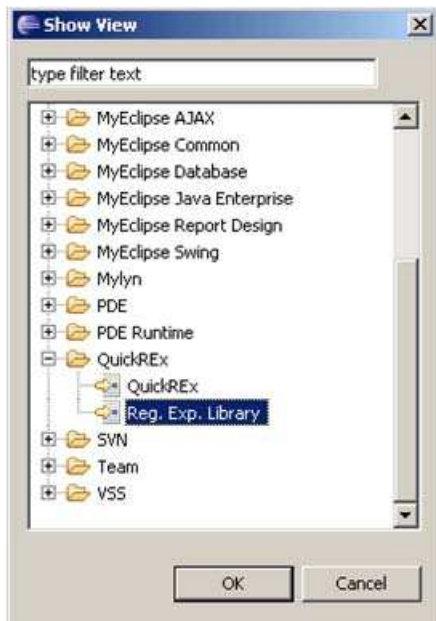 Show View
type filter text
MyEclipse AJAX
MyEclipse Common
MyEclipse Database
MyEclipse Java Enterprise
MyEclipse Report Design
MyEclipse Swing
Mylyn
PDE
PDE Runtime
QuickREx
QuickREx
Reg. Exp. Library
SVN
Team
VSS
OK Cancel